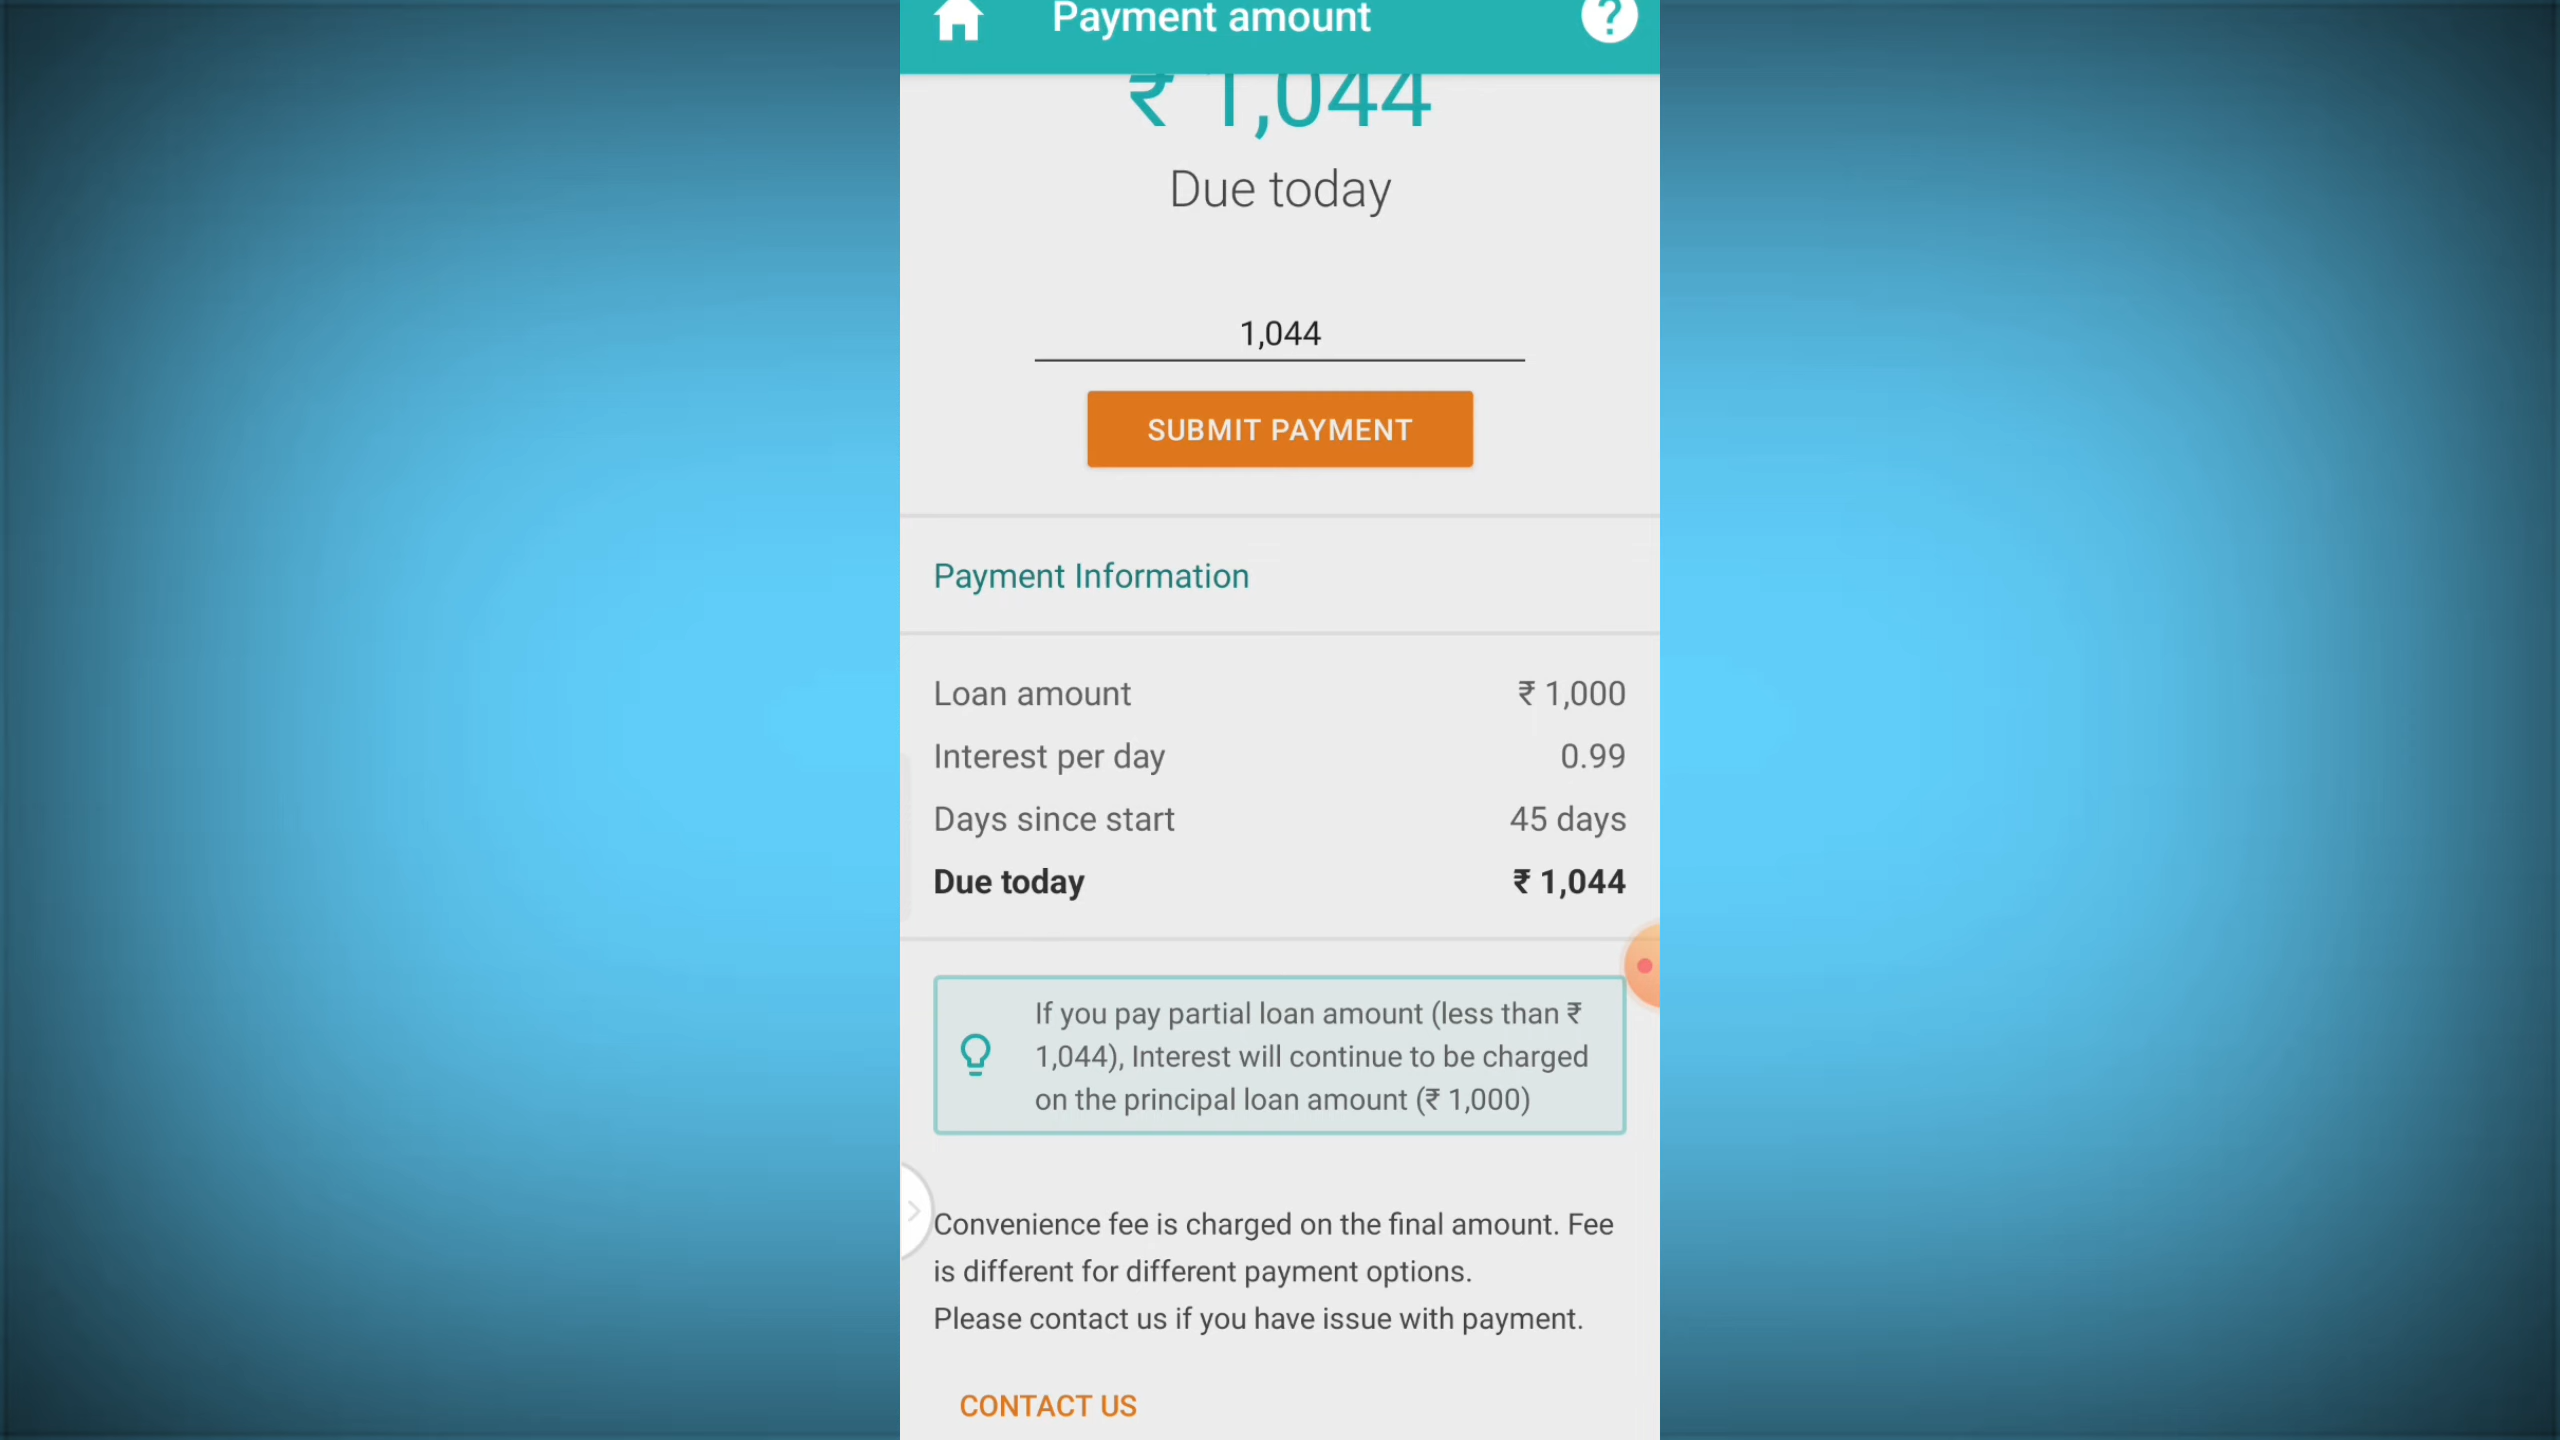 Payment amount
?
₹ 1,044
Due today
1,044
SUBMIT PAYMENT
Payment Information
Loan amount ₹ 1,000
Interest per day 0.99
Days since start 45 days
Due today ₹ 1,044
If you pay partial loan amount (less than ₹
1,044), Interest will continue to be charged
on the principal loan amount (₹ 1,000)
Convenience fee is charged on the final amount. Fee
is different for different payment options.
Please contact us if you have issue with payment.
CONTACT US